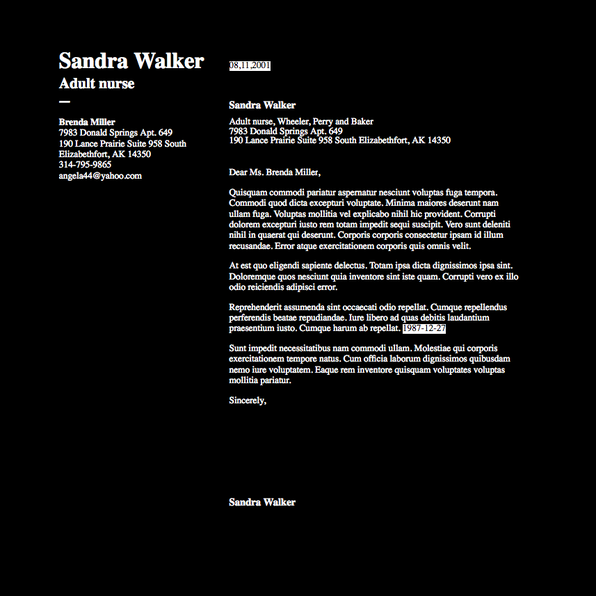 Sandra Walker
Adult nurse
—
Brenda Miller
7983 Donald Springs Apt. 649
190 Lance Prairie Suite 958 South
Elizabethfort, AK 14350
314-795-9865
angela44@yahoo.com
08,11,2001
Sandra Walker
Adult nurse, Wheeler, Perry and Baker
7983 Donald Springs Apt. 649
190 Lance Prairie Suite 958 South Elizabethfort, AK 14350
Dear Ms. Brenda Miller,
Quisquam commodi pariatur aspernatur nesciunt voluptas fuga tempora.
Commodi quod dicta excepturi voluptate. Minima maiores deserunt nam
ullam fuga. Voluptas mollitia vel explicabo nihil hic provident. Corrupti
dolorem excepturi iusto rem totam impedit sequi suscipit. Vero sunt deleniti
nihil in quaerat qui deserunt. Corporis corporis consectetur ipsam id illum
recusandae. Error atque exercitationem corporis quis omnis velit.
At est quo eligendi sapiente delectus. Totam ipsa dicta dignissimos ipsa sint.
Doloremque quos nesciunt quia inventore sint iste quam. Corrupti vero ex illo
odio reiciendis adipisci error.
Reprehenderit assumenda sint occaecati odio repellat. Cumque repellendus
perferendis beatae repudiandae. Iure libero ad quas debitis laudantium
praesentium iusto. Cumque harum ab repellat. 1987-12-27
Sunt impedit necessitatibus nam commodi ullam. Molestiae qui corporis
exercitationem tempore natus. Cum officia laborum dignissimos quibusdam
nemo iure voluptatem. Eaque rem inventore quisquam voluptates voluptas
mollitia pariatur.
Sincerely,
Sandra Walker